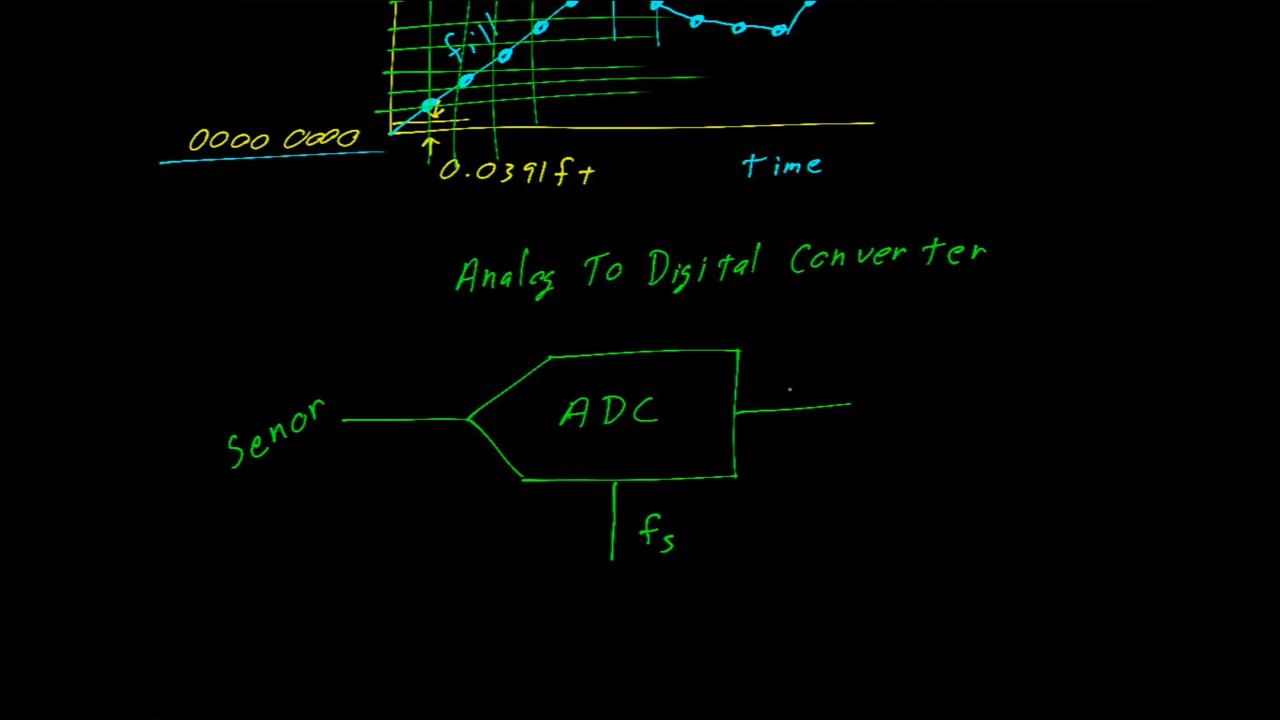 fill
0000 0000
0.0391ft
time
Analog To Digital Converter
Senor
ADC
fs